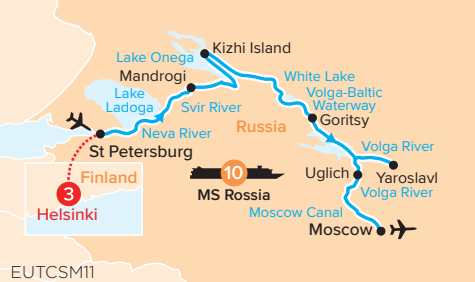 Kizhi Island
Lake Onega
Mandrogi
White Lake
Lake
Ladoga
Volga-Baltic
Waterway
Svir River
Goritsy
Neva River
Russia
St Petersburg
Volga River
Finland
10
Uglich
Yaroslavl
3
MS Rossia
Volga River
Helsinki
Moscow Canal
Moscow
EUTCSM11